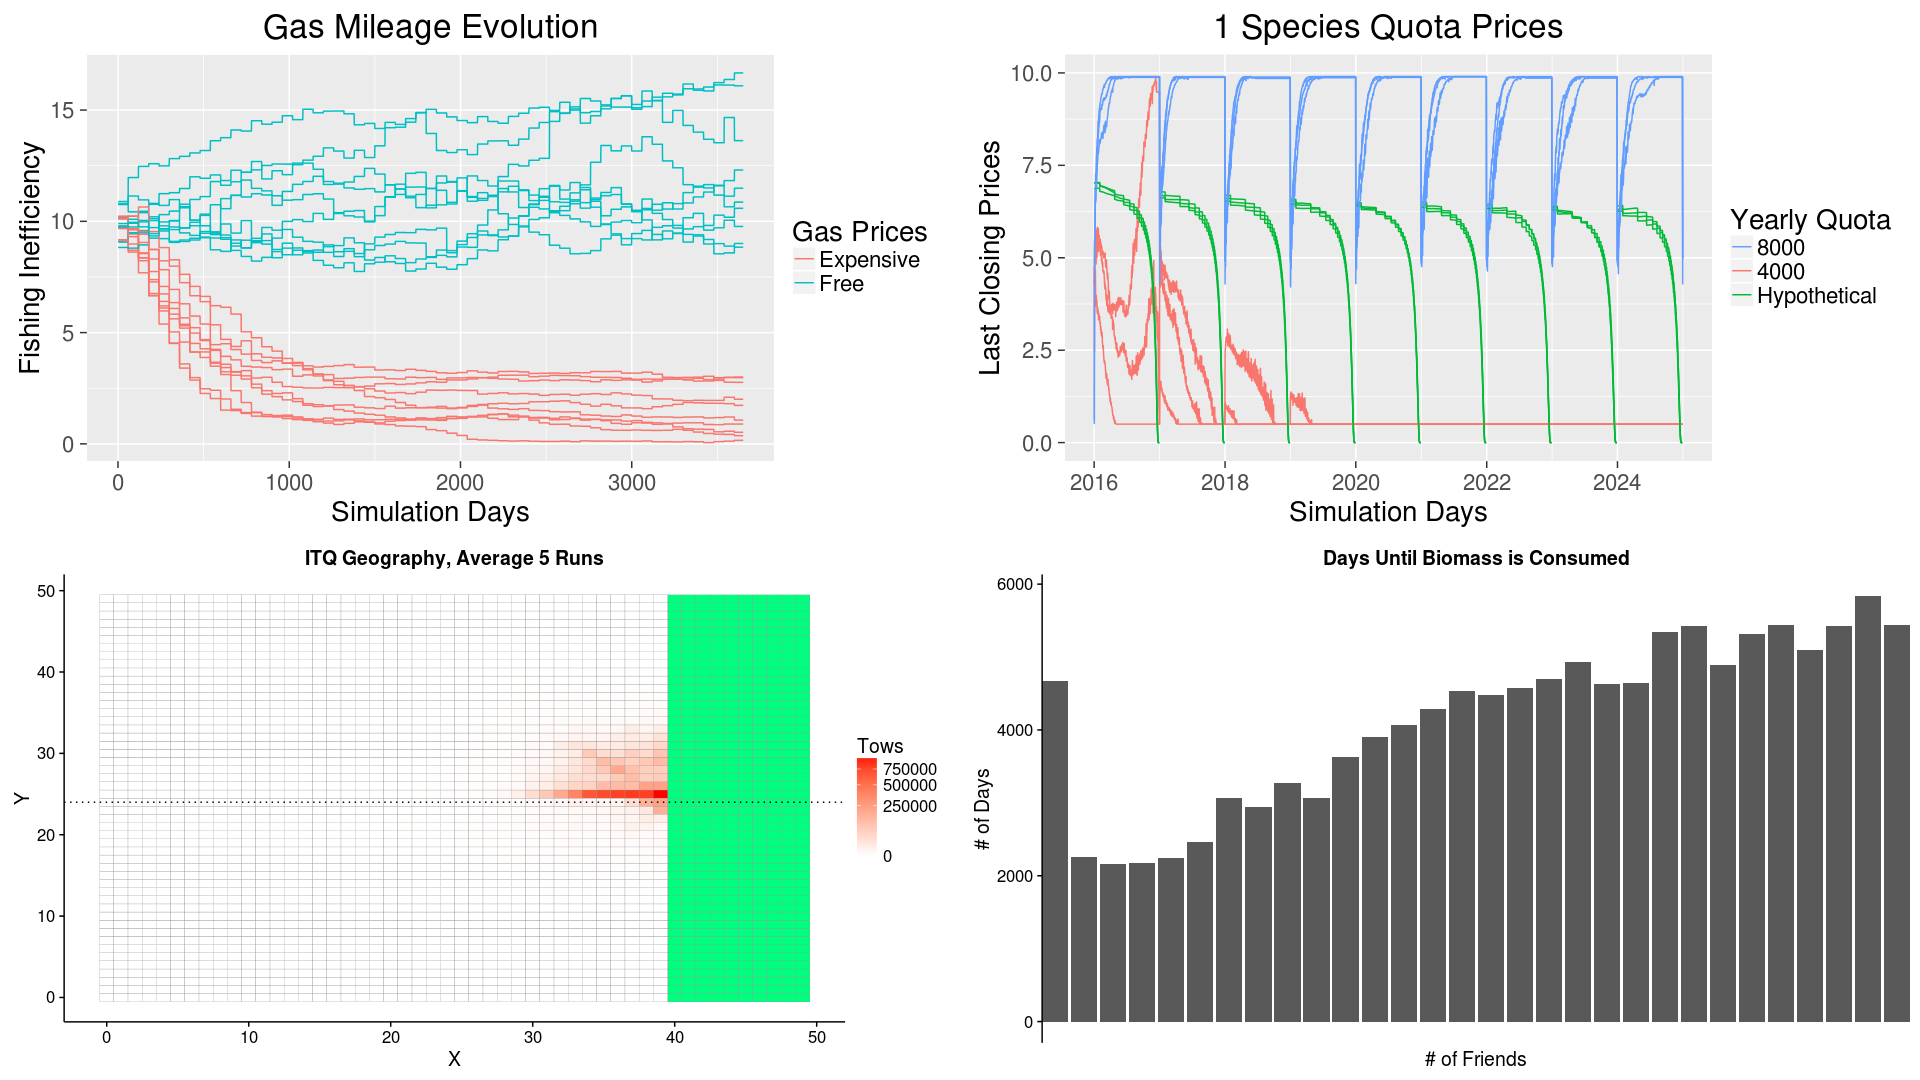 Gas Mileage Evolution
Fishing Inefficiency
15
10
5
0
0 1000 2000 3000
Simulation Days
Gas Prices
Expensive
Free
1 Species Quota Prices
Last Closing Prices
10.0
7.5
5.0
2.5
0.0
2016 2018 2020 2022 2024
Simulation Days
Yearly Quota
8000
4000
Hypothetical
ITQ Geography, Average 5 Runs
Y
50
40
30
20
10
0
0 10 20 30 40 50
X
Tows
750000
500000
250000
0
Days Until Biomass is Consumed
# of Days
6000
4000
2000
0
# of Friends